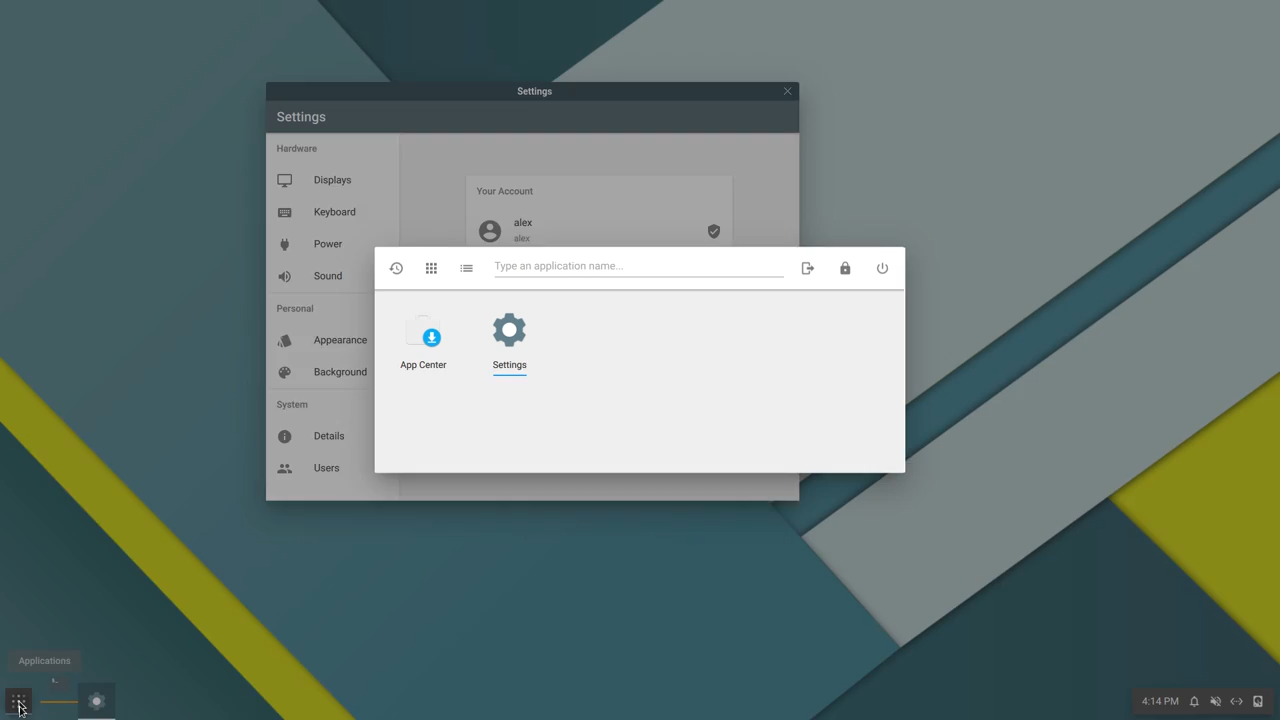 Settings
Settings
Hardware
Displays
Keyboard
Power
Sound
Personal
Appearance
Background
System
Details
Users
Your Account
alex
alex
Type an application name...
App Center
Settings
Applications
4:14 PM